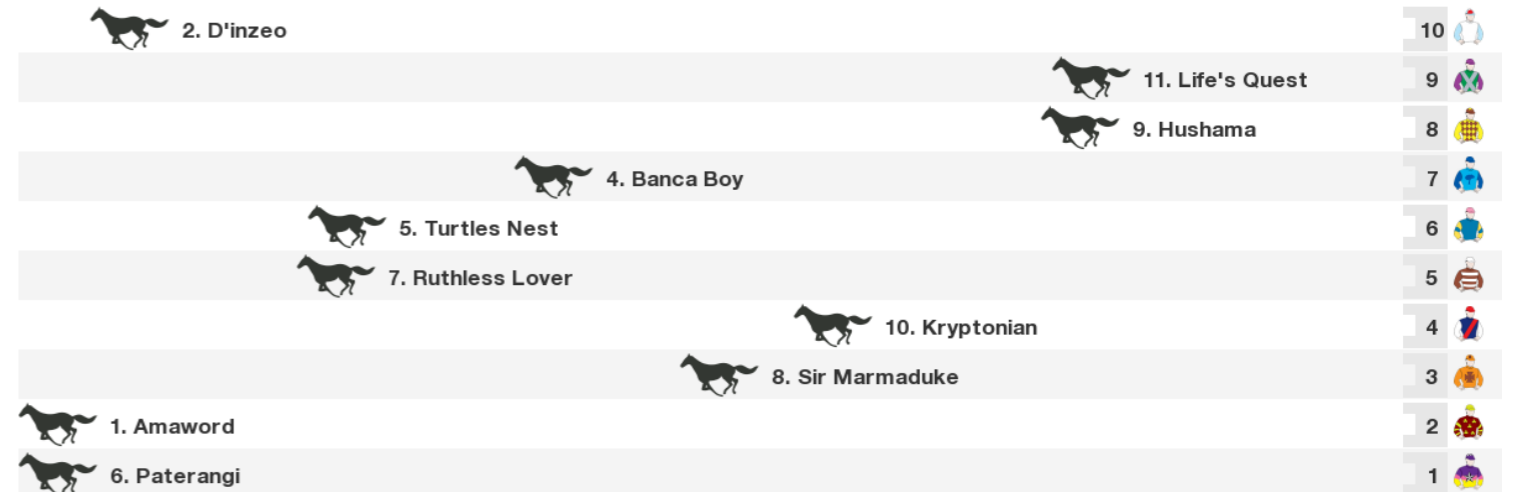 2. D'inzeo 10
11. Life's Quest 9
9. Hushama 8
4. Banca Boy 7
5. Turtles Nest 6
7. Ruthless Lover 5
10. Kryptonian 4
8. Sir Marmaduke 3
1. Amaword 2
6. Paterangi 1